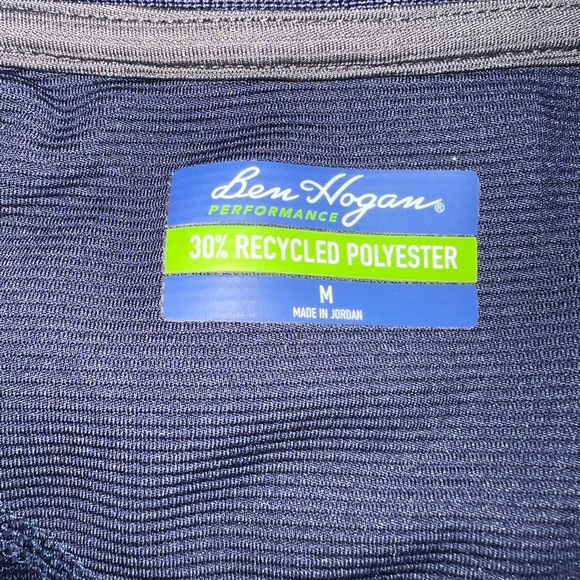 Ben Hogan®
PERFORMANCE
30% RECYCLED POLYESTER
M
MADE IN JORDAN